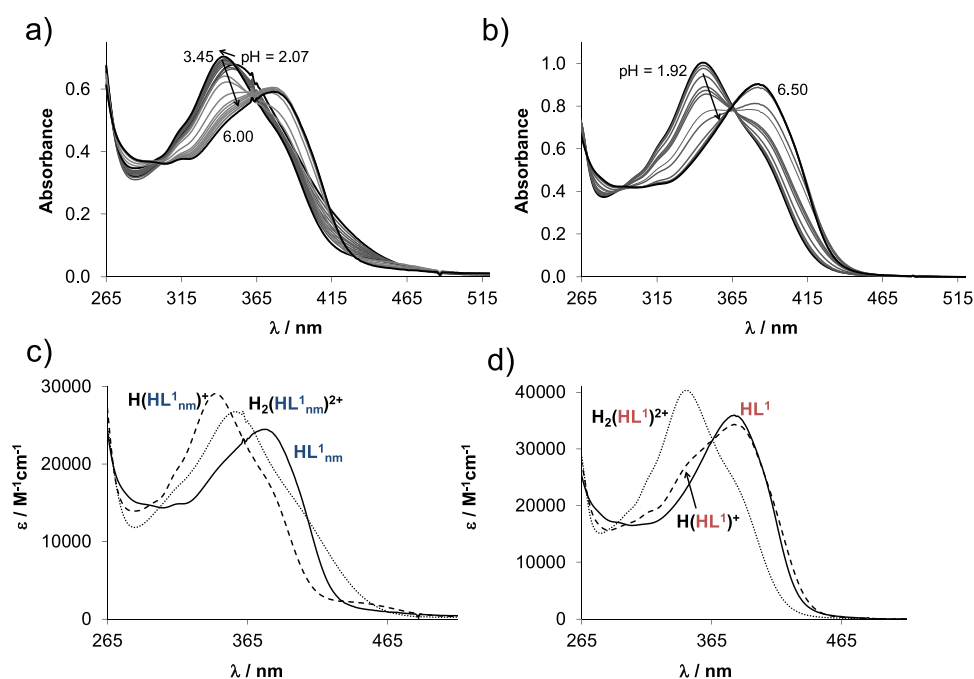 a)
b)
3.45
pH = 2.07
6.00
Absorbance
0.0
0.2
0.4
0.6
265
315
365
415
465
515
λ / nm
pH = 1.92
6.50
Absorbance
0.0
0.2
0.4
0.6
0.8
1.0
265
315
365
415
465
515
λ / nm
c)
d)
H(HL¹nm)⁺
H₂(HL¹nm)²⁺
HL¹nm
ε / M⁻¹cm⁻¹
0
10000
20000
30000
265
365
465
λ / nm
H₂(HL¹)²⁺
HL¹
H(HL¹)⁺
ε / M⁻¹cm⁻¹
0
10000
20000
30000
40000
265
365
465
λ / nm